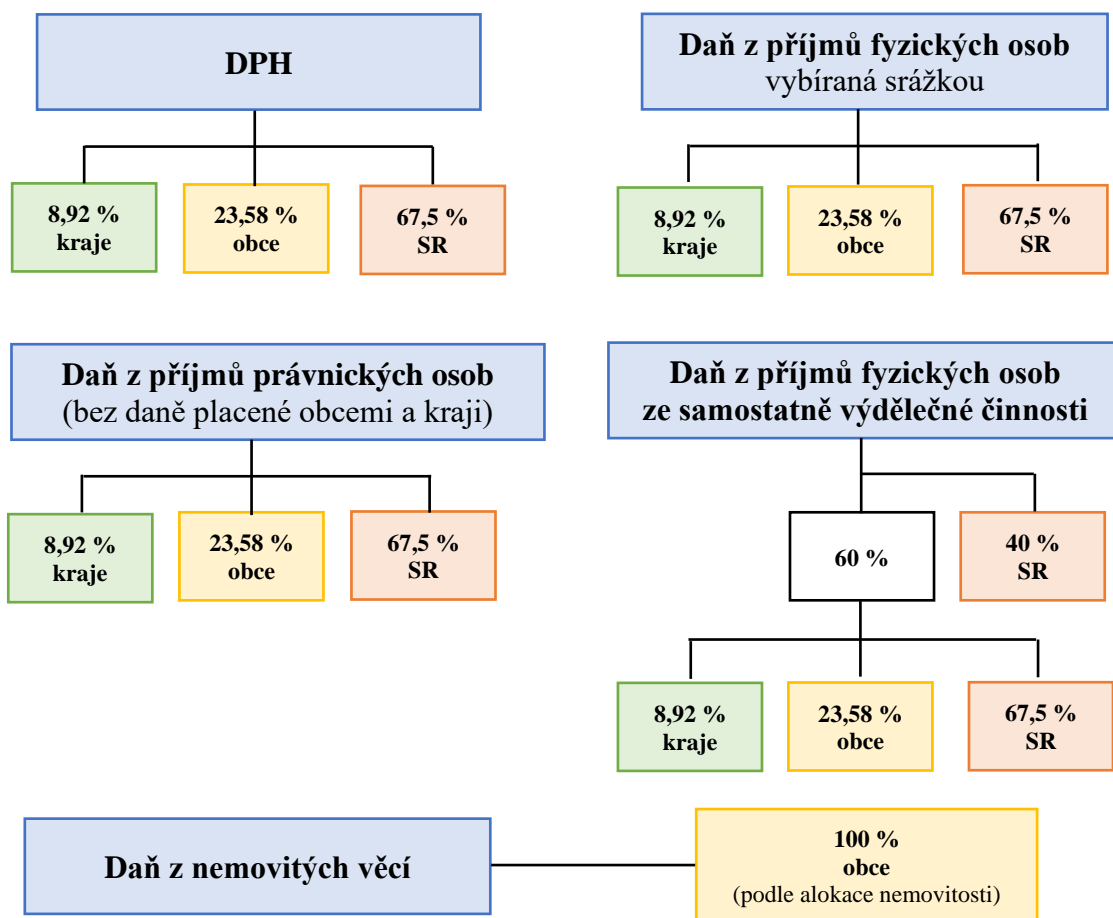 DPH
8,92 %
kraje
23,58 %
obce
67,5 %
SR
Daň z příjmů fyzických osob
vybíraná srážkou
8,92 %
kraje
23,58 %
obce
67,5 %
SR
Daň z příjmů právnických osob
(bez daně placené obcemi a kraji)
8,92 %
kraje
23,58 %
obce
67,5 %
SR
Daň z příjmů fyzických osob
ze samostatně výdělečné činnosti
60 %
40 %
SR
8,92 %
kraje
23,58 %
obce
67,5 %
SR
Daň z nemovitých věcí
100 %
obce
(podle alokace nemovitosti)